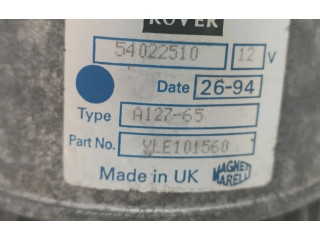 ROVER
54022510 12 V
Date 26-94
Type A127-65
Part No. YLE101560
Made in UK MAGNETI MARELLI